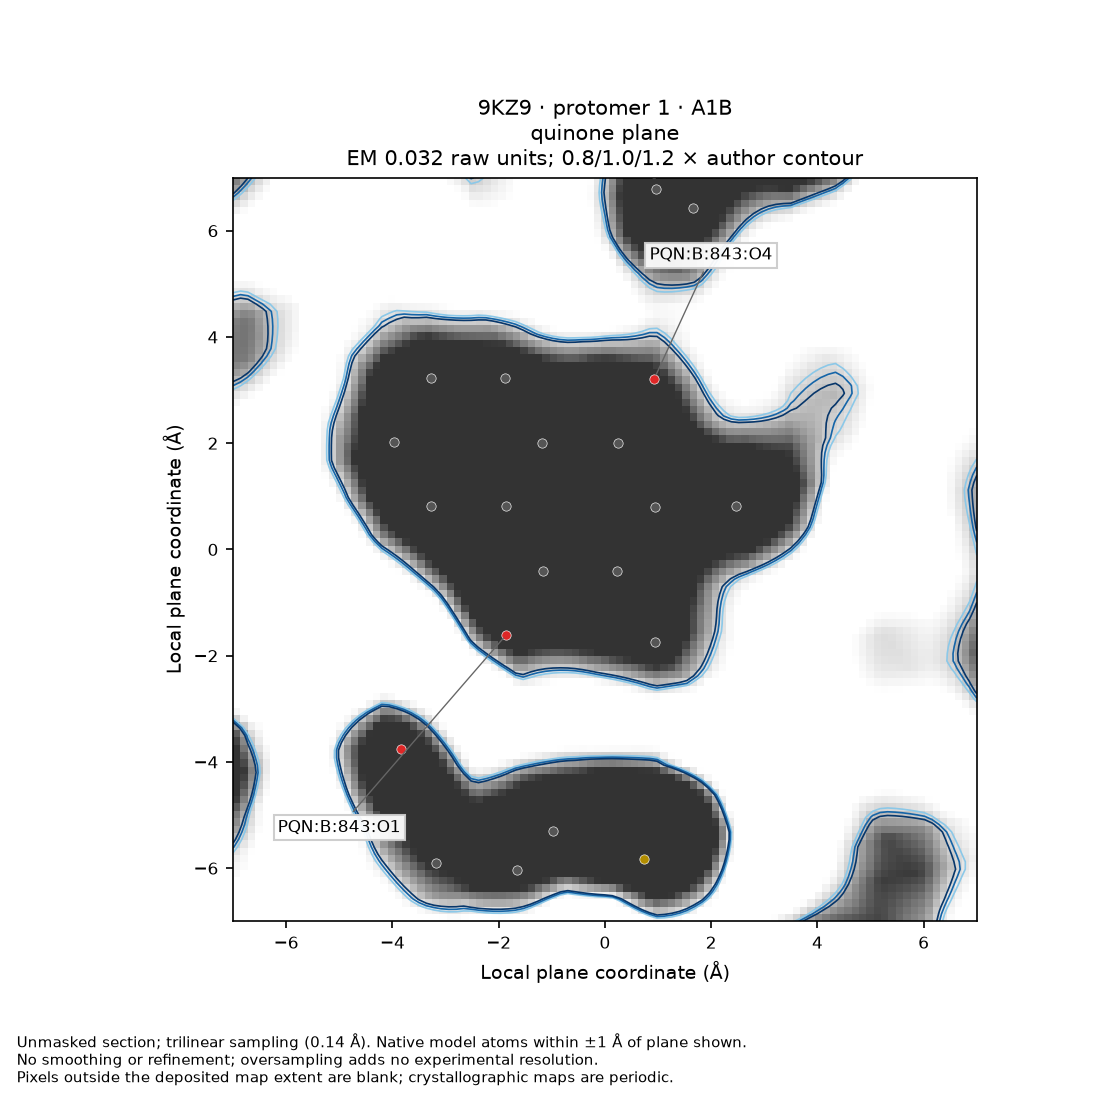 9KZ9 · protomer 1 · A1B
quinone plane
EM 0.032 raw units; 0.8/1.0/1.2 × author contour
6
4
2
0
−2
−4
−6
Local plane coordinate (Å)
PQN:B:843:O4
PQN:B:843:O1
−6 −4 −2 0 2 4 6
Local plane coordinate (Å)
Unmasked section; trilinear sampling (0.14 Å). Native model atoms within ±1 Å of plane shown.
No smoothing or refinement; oversampling adds no experimental resolution.
Pixels outside the deposited map extent are blank; crystallographic maps are periodic.